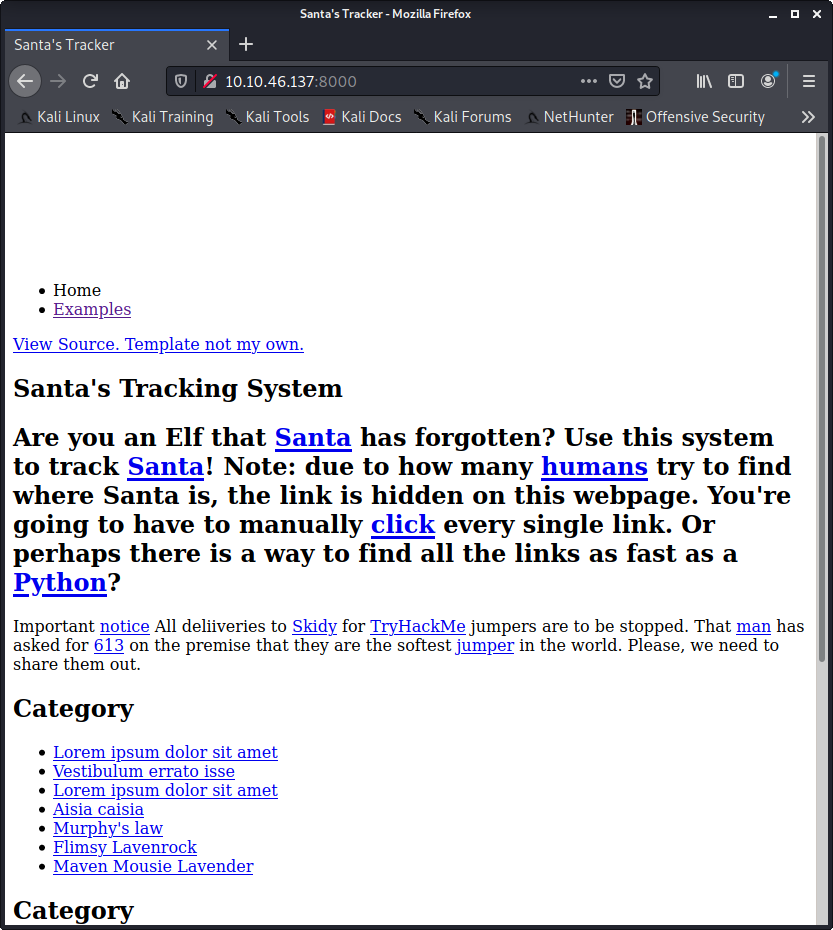 Santa's Tracker - Mozilla Firefox
Santa's Tracker
10.10.46.137:8000
Kali Linux Kali Training Kali Tools Kali Docs Kali Forums NetHunter Offensive Security
Home
Examples
View Source. Template not my own.
Santa's Tracking System
Are you an Elf that Santa has forgotten? Use this system
to track Santa! Note: due to how many humans try to find
where Santa is, the link is hidden on this webpage. You're
going to have to manually click every single link. Or
perhaps there is a way to find all the links as fast as a
Python?
Important notice All deliiveries to Skidy for TryHackMe jumpers are to be stopped. That man has
asked for 613 on the premise that they are the softest jumper in the world. Please, we need to
share them out.
Category
Lorem ipsum dolor sit amet
Vestibulum errato isse
Lorem ipsum dolor sit amet
Aisia caisia
Murphy's law
Flimsy Lavenrock
Maven Mousie Lavender
Category